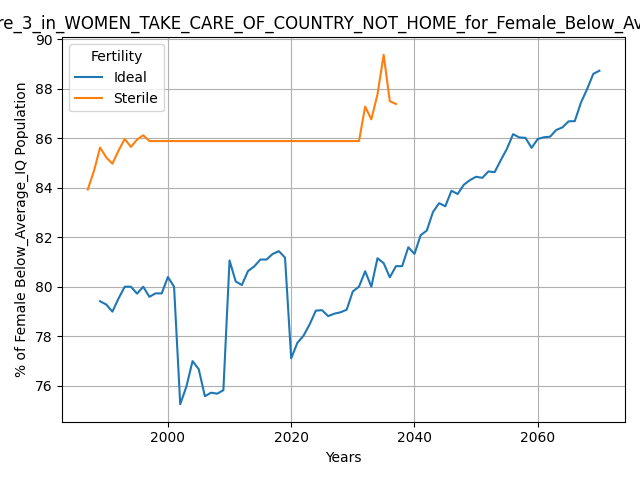 re_3_in_WOMEN_TAKE_CARE_OF_COUNTRY_NOT_HOME_for_Female_Below_Av
Fertility
Ideal
Sterile
% of Female Below_Average_IQ Population
90
88
86
84
82
80
78
76
2000
2020
2040
2060
Years